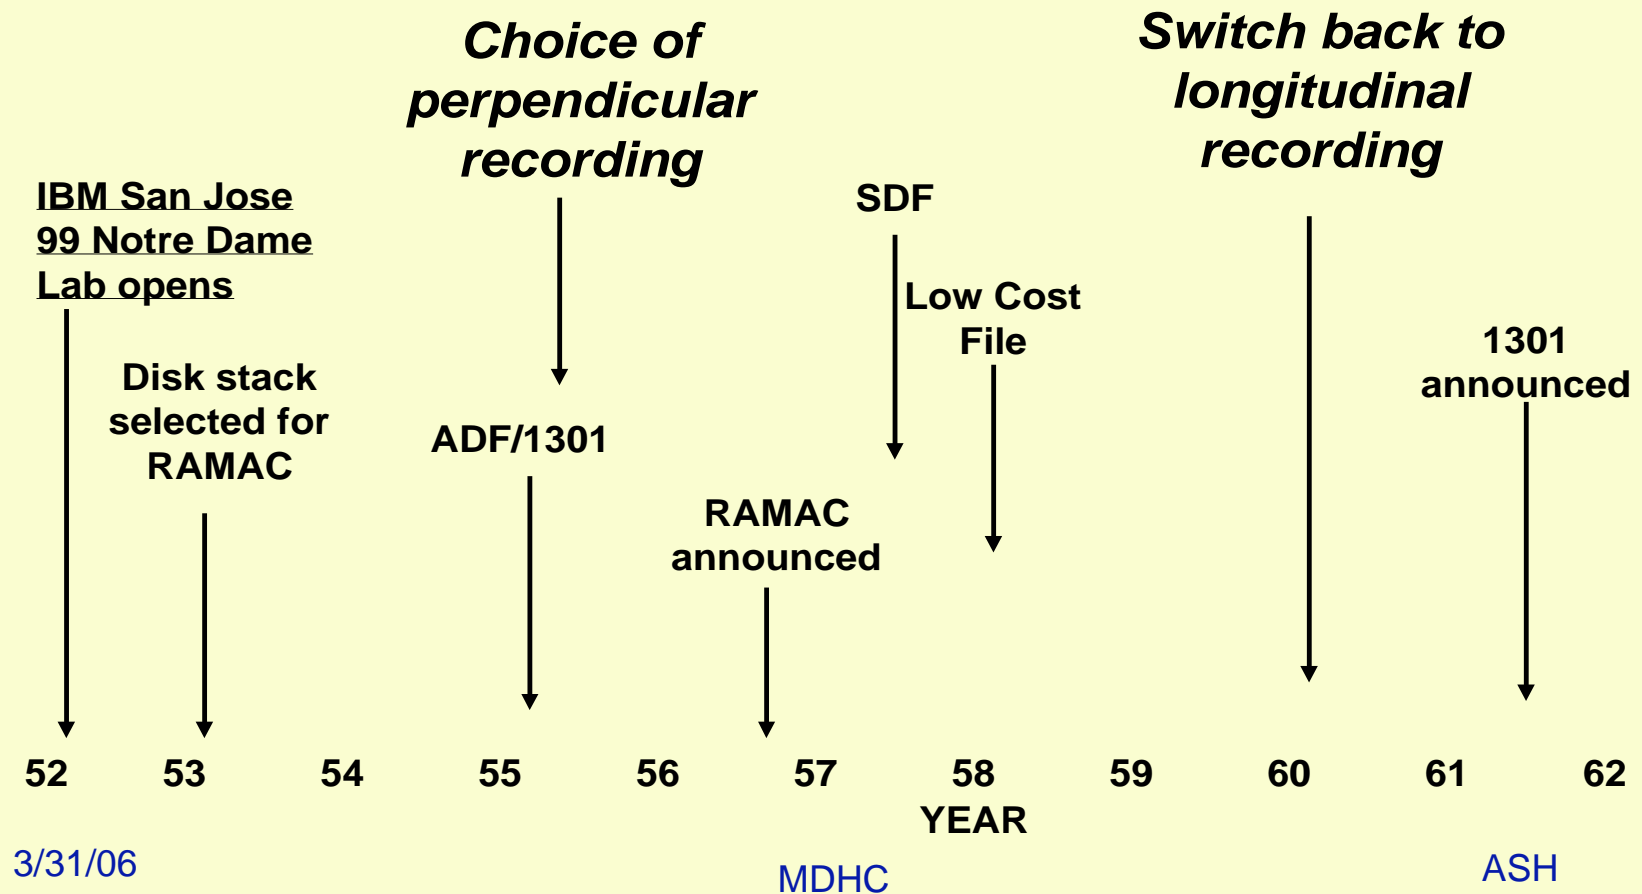 Choice of
perpendicular
recording
Switch back to
longitudinal
recording
IBM San Jose
99 Notre Dame
Lab opens
SDF
Low Cost
File
1301
announced
Disk stack
selected for
RAMAC
ADF/1301
RAMAC
announced
52 53 54 55 56 57 58 59 60 61 62
YEAR
3/31/06
MDHC
ASH